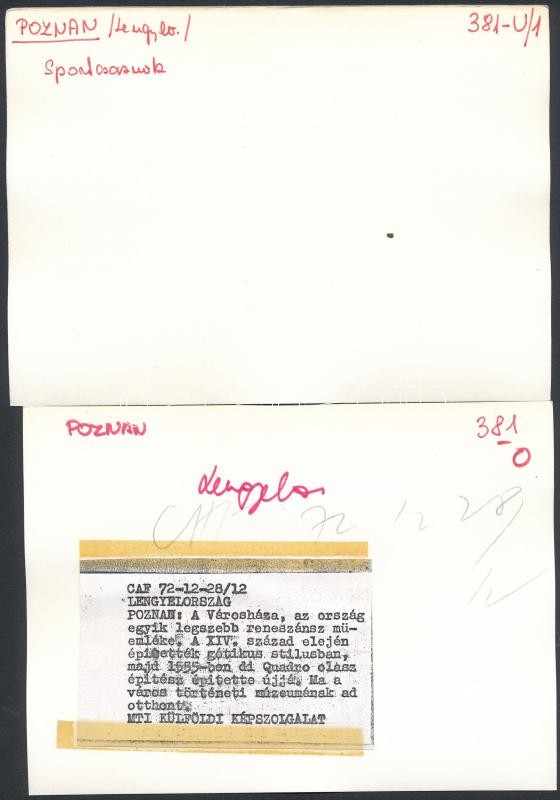 POZNAN /Lengylo./
381-U/1
Sportcsarnok
POZNAN
381
-
O
Lengyelo.
CAF 72 12 28/
12
CAF 72-12-28/12
LENGYELORSZÁG
POZNAN: A Városháza, az ország
egyik legszebb reneszánsz mü-
emléke. A XIV. század elején
épitették gótikus stilusban,
majd 1555-ben di Quadro olasz
épitész épitette újjá. Ma a
város történeti múzeumának ad
otthont.
MTI KÜLFÖLDI KÉPSZOLGÁLAT